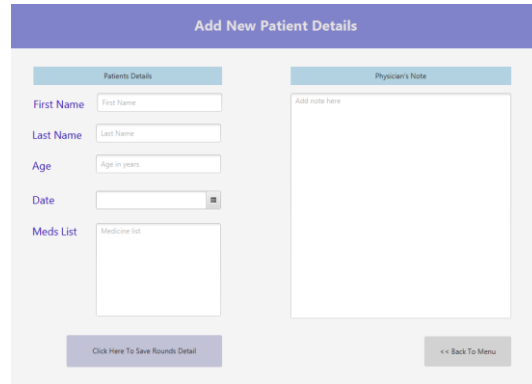 Add New Patient Details
Patients Details
First Name
First Name
Last Name
Last Name
Age
Age in years
Date
Meds List
Medicine list
Click Here To Save Rounds Detail
Physician's Note
Add note here
<< Back To Menu